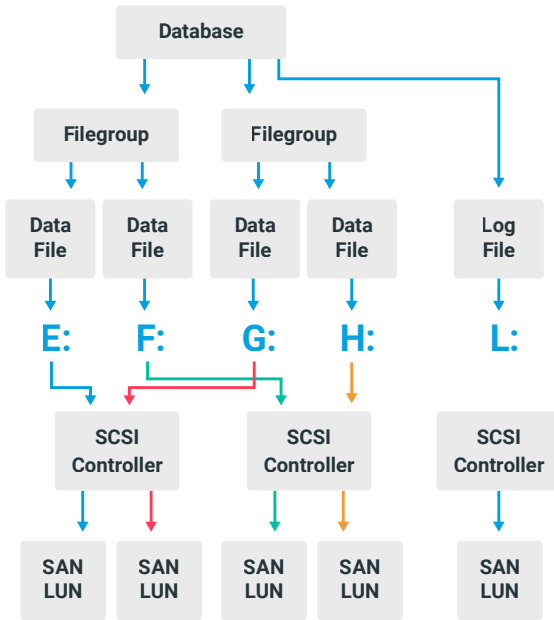 Database
Filegroup
Filegroup
Data
File
Data
File
Data
File
Data
File
Log
File
E:
F:
G:
H:
L:
SCSI
Controller
SCSI
Controller
SCSI
Controller
SAN
LUN
SAN
LUN
SAN
LUN
SAN
LUN
SAN
LUN